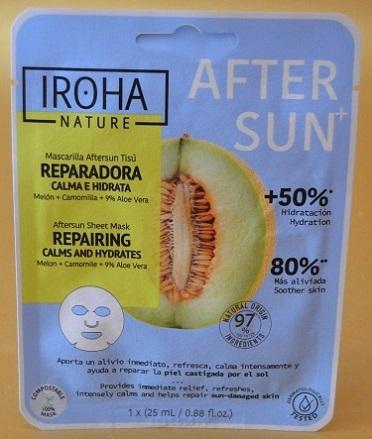 AFTER
SUN+
IROHA
NATURE
Mascarilla Aftersun Tisú
REPARADORA
CALMA E HIDRATA
Melón + Camomilla + 9% Aloe Vera
Aftersun Sheet Mask
REPAIRING
CALMS AND HYDRATES
Melon + Camomile + 9% Aloe Vera
+50%*
Hidratación
Hydration
80%**
Más aliviada
Soother skin
NATURAL ORIGIN
97
%
INGREDIENTS
Aporta un alivio inmediato, refresca, calma intensamente y
ayuda a reparar la piel castigada por el sol
...
Provides immediate relief, refreshes,
intensely calms and helps repair sun-damaged skin
COMPOSTABLE
100%
MASK
TESTED
1 x (25 mL / 0.88 fl.oz.)